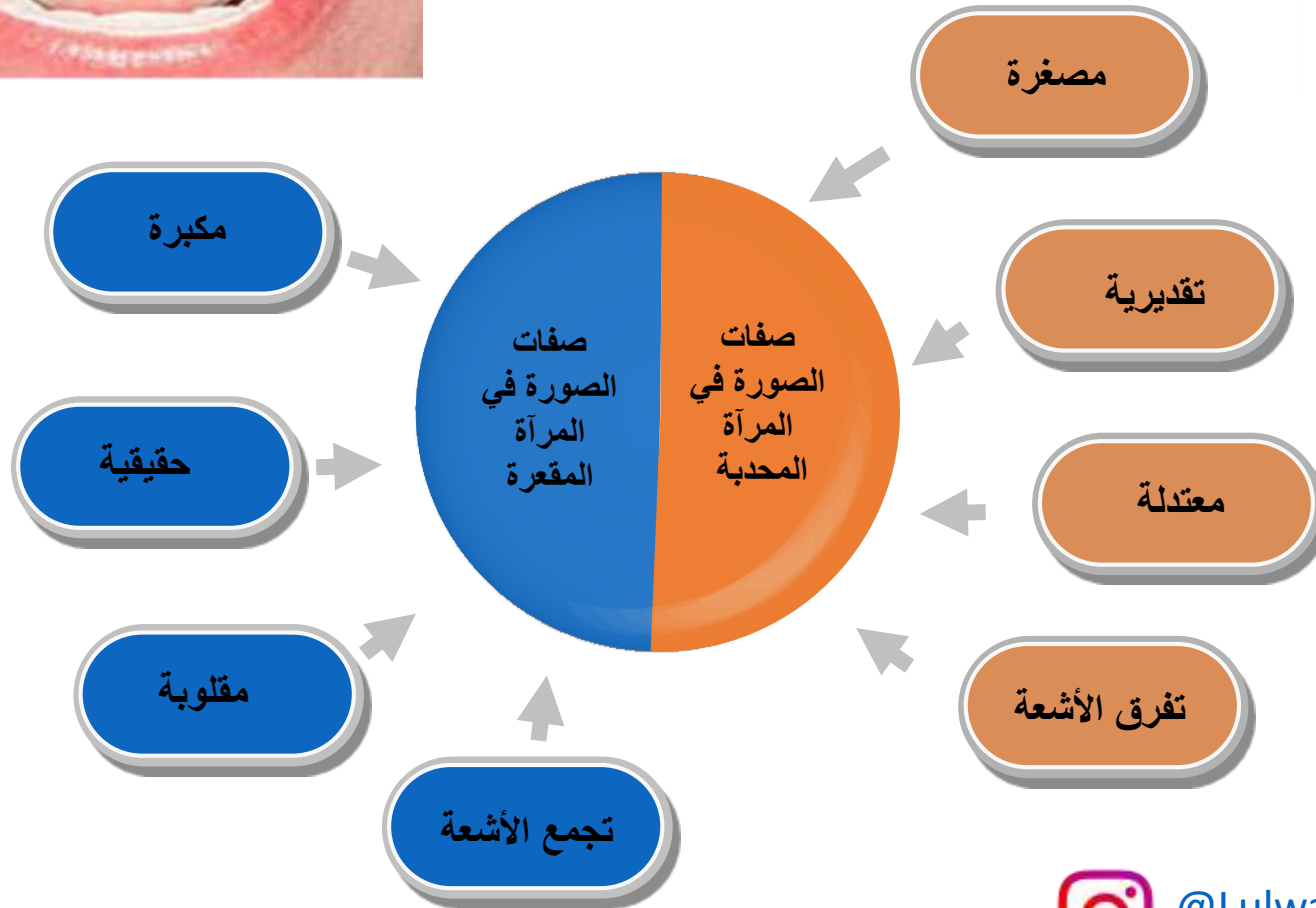 مصغرة
مكبرة
تقديرية
صفات
الصورة في
المرآة
المحدبة
صفات
الصورة في
المرآة
المقعرة
حقيقية
معتدلة
مقلوبة
تفرق الأشعة
تجمع الأشعة